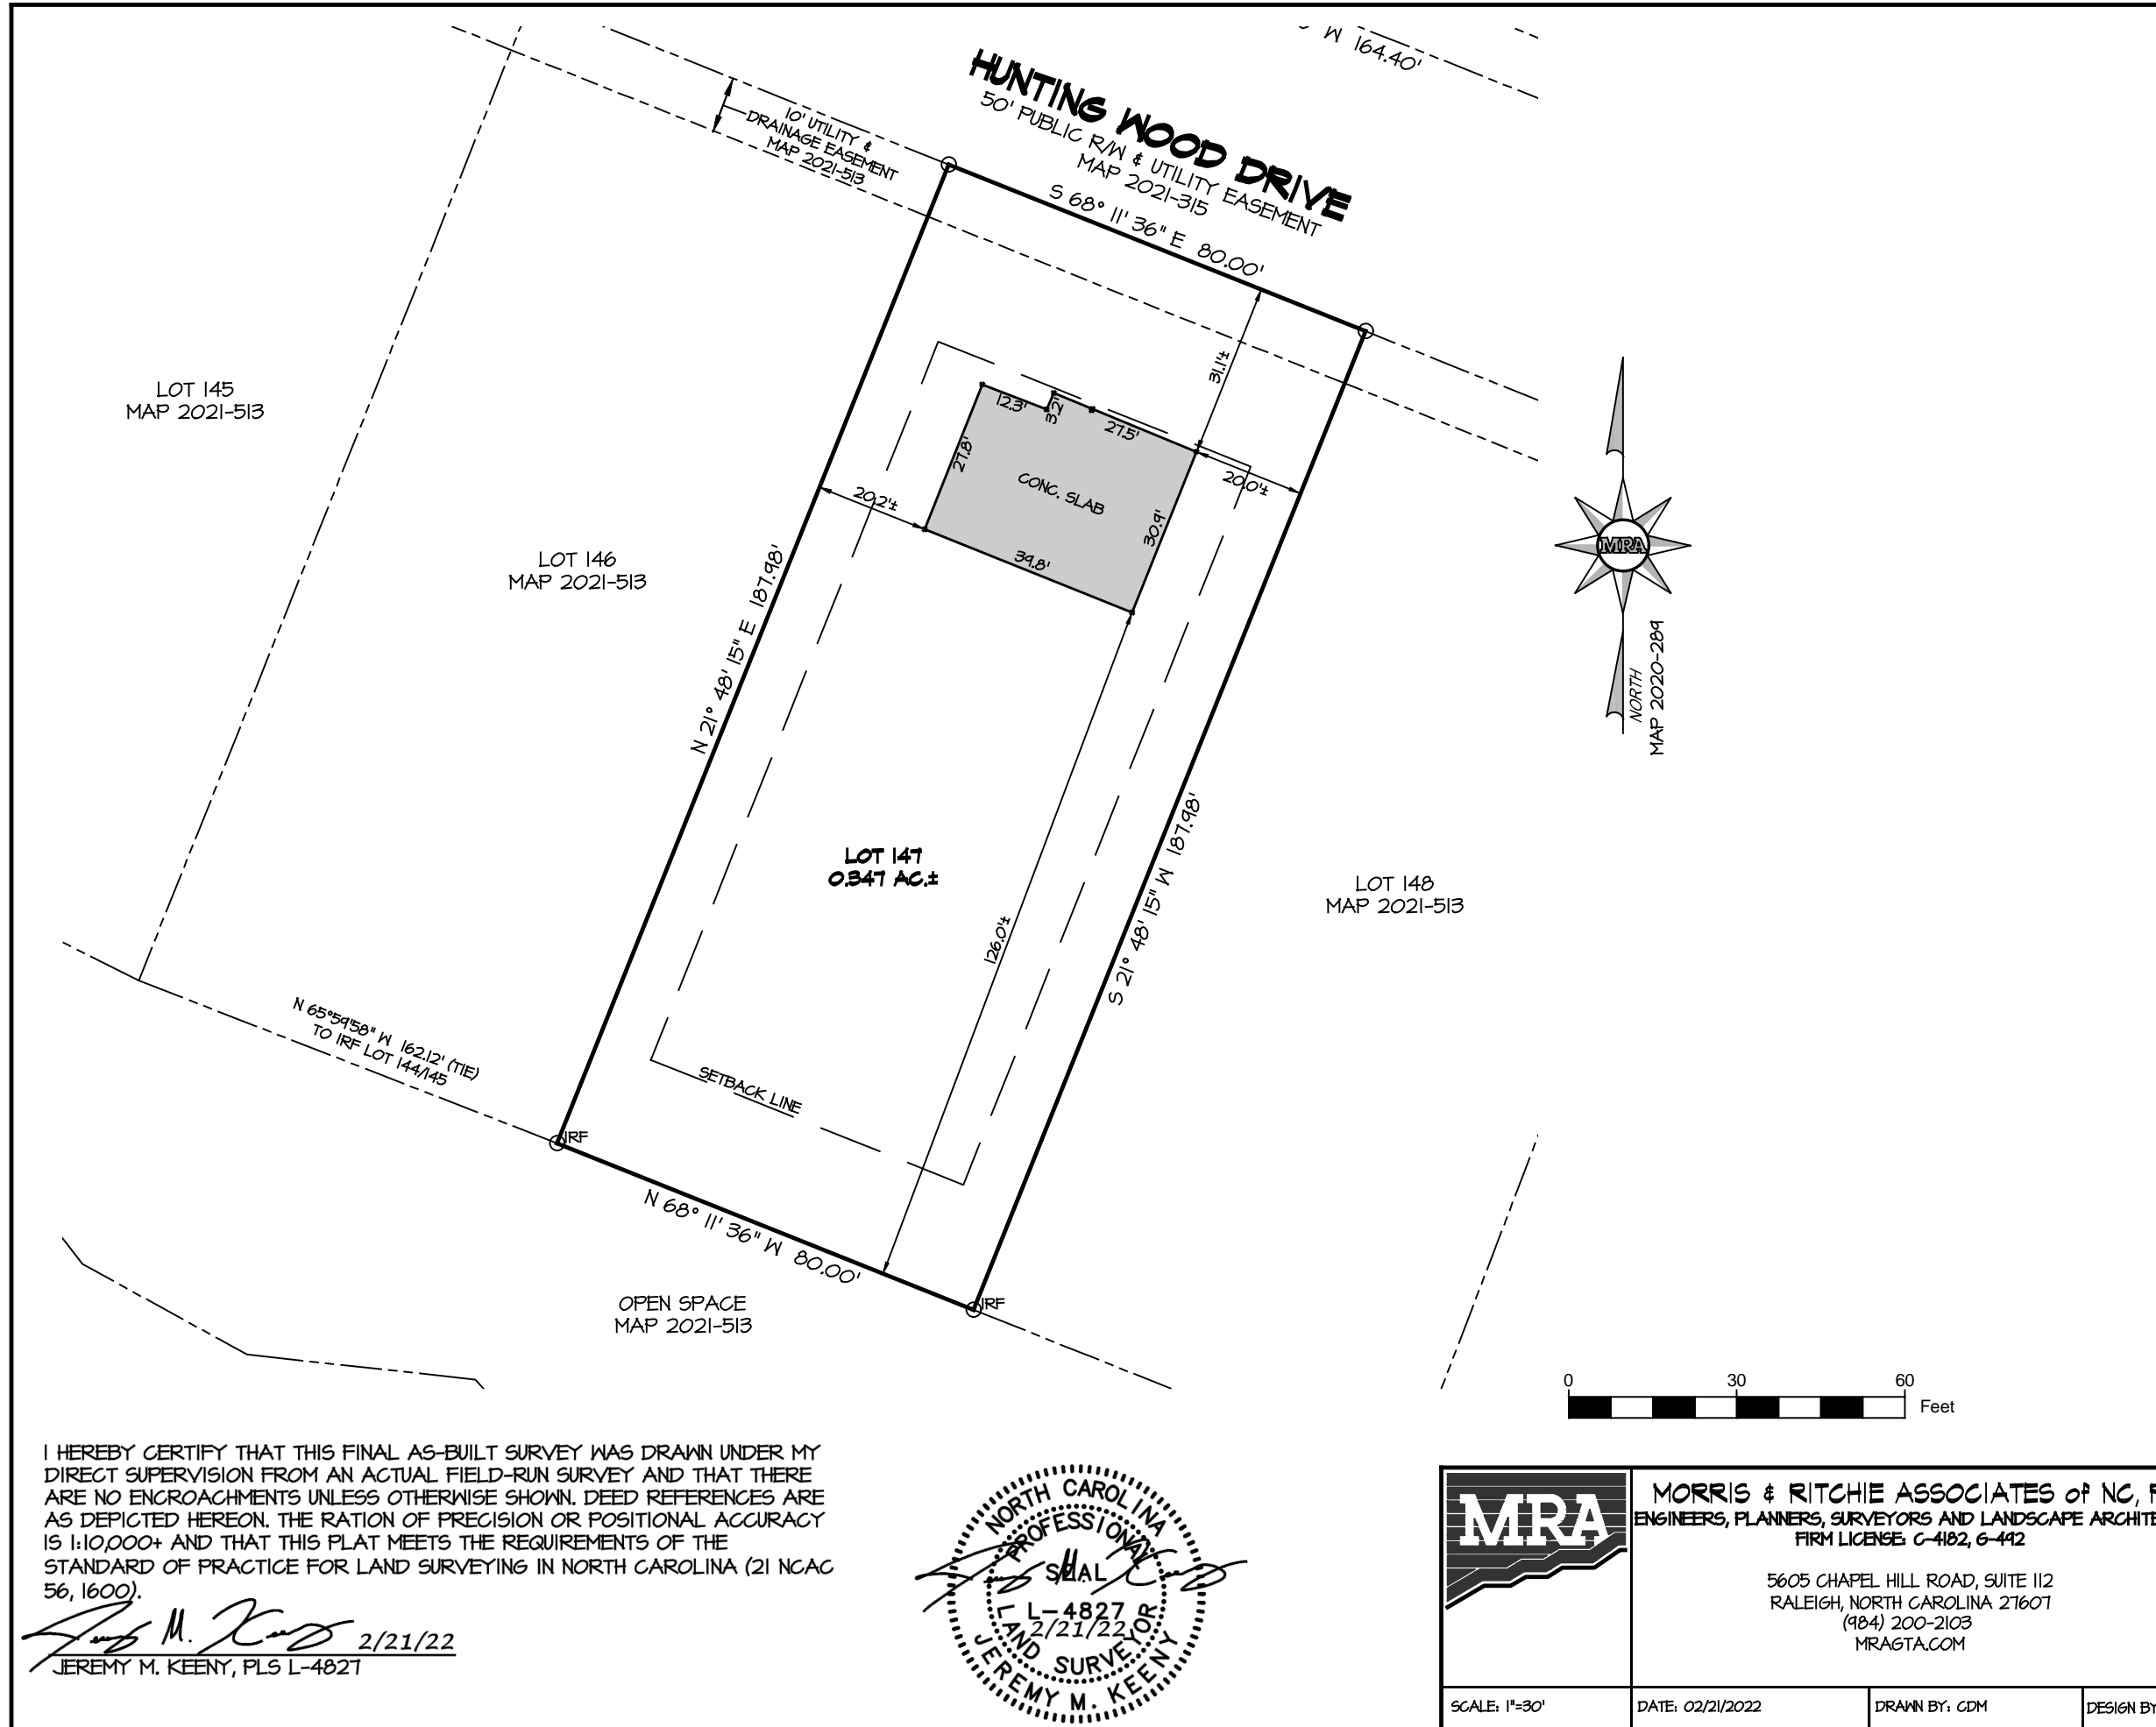 W 164.40'
HUNTING WOOD DRIVE
50' PUBLIC R/W & UTILITY EASEMENT
MAP 2021-315
S 68° 11' 36" E 80.00'
10' UTILITY &
DRAINAGE EASEMENT
MAP 2021-513
LOT 145
MAP 2021-513
LOT 146
MAP 2021-513
31.1'±
12.3'
3.2'
27.5'
27.8'
CONC. SLAB
20.2'±
20.0'±
30.9'
39.8'
N 21° 48' 15" E 187.98'
MRA
NORTH
MAP 2020-289
LOT 147
0.347 AC.±
126.0'±
S 21° 48' 15" W 187.98'
LOT 148
MAP 2021-513
N 65°59'58" W 162.12' (TIE)
TO IRF LOT 144/145
SETBACK LINE
IRF
N 68° 11' 36" W 80.00'
IRF
OPEN SPACE
MAP 2021-513
0 30 60
Feet
I HEREBY CERTIFY THAT THIS FINAL AS-BUILT SURVEY WAS DRAWN UNDER MY
DIRECT SUPERVISION FROM AN ACTUAL FIELD-RUN SURVEY AND THAT THERE
ARE NO ENCROACHMENTS UNLESS OTHERWISE SHOWN. DEED REFERENCES ARE
AS DEPICTED HEREON. THE RATION OF PRECISION OR POSITIONAL ACCURACY
IS 1:10,000+ AND THAT THIS PLAT MEETS THE REQUIREMENTS OF THE
STANDARD OF PRACTICE FOR LAND SURVEYING IN NORTH CAROLINA (21 NCAC
56, 1600).
2/21/22
JEREMY M. KEENY, PLS L-4827
NORTH CAROLINA
PROFESSIONAL
SEAL
L-4827
2/21/22
LAND SURVEYOR
JEREMY M. KEENY
MRA
MORRIS & RITCHIE ASSOCIATES of NC,
ENGINEERS, PLANNERS, SURVEYORS AND LANDSCAPE ARCHITE
FIRM LICENSE: C-4182, G-492
5605 CHAPEL HILL ROAD, SUITE 112
RALEIGH, NORTH CAROLINA 27607
(984) 200-2103
MRAGTA.COM
SCALE: 1"=30'
DATE: 02/21/2022
DRAWN BY: CDM
DESIGN BY